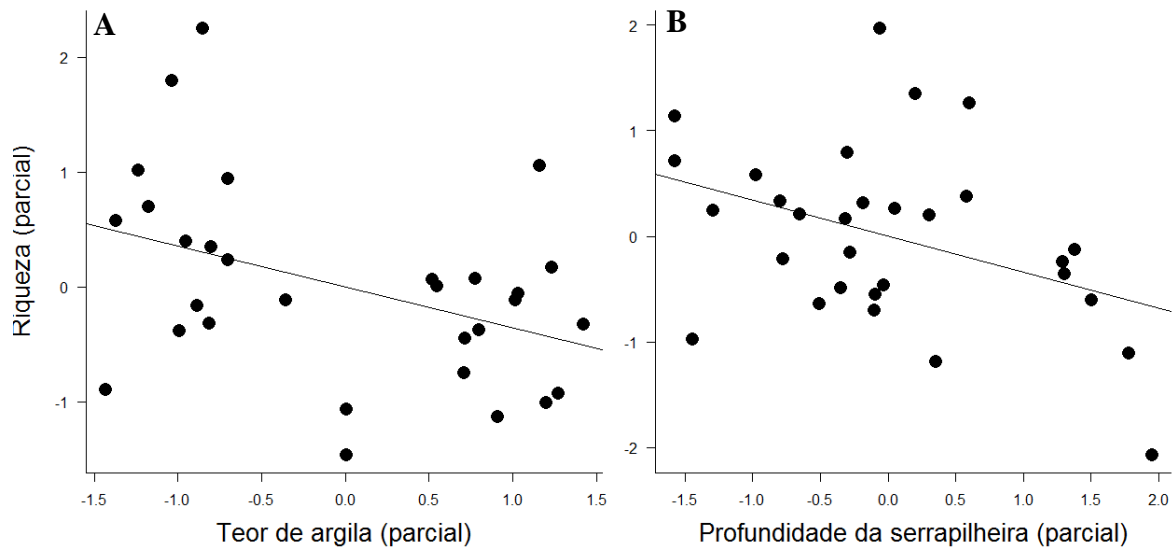 A
B
Riqueza (parcial)
2
1
0
-1
-1.5 -1.0 -0.5 0.0 0.5 1.0 1.5
Teor de argila (parcial)
2
1
0
-1
-2
-1.5 -1.0 -0.5 0.0 0.5 1.0 1.5 2.0
Profundidade da serrapilheira (parcial)